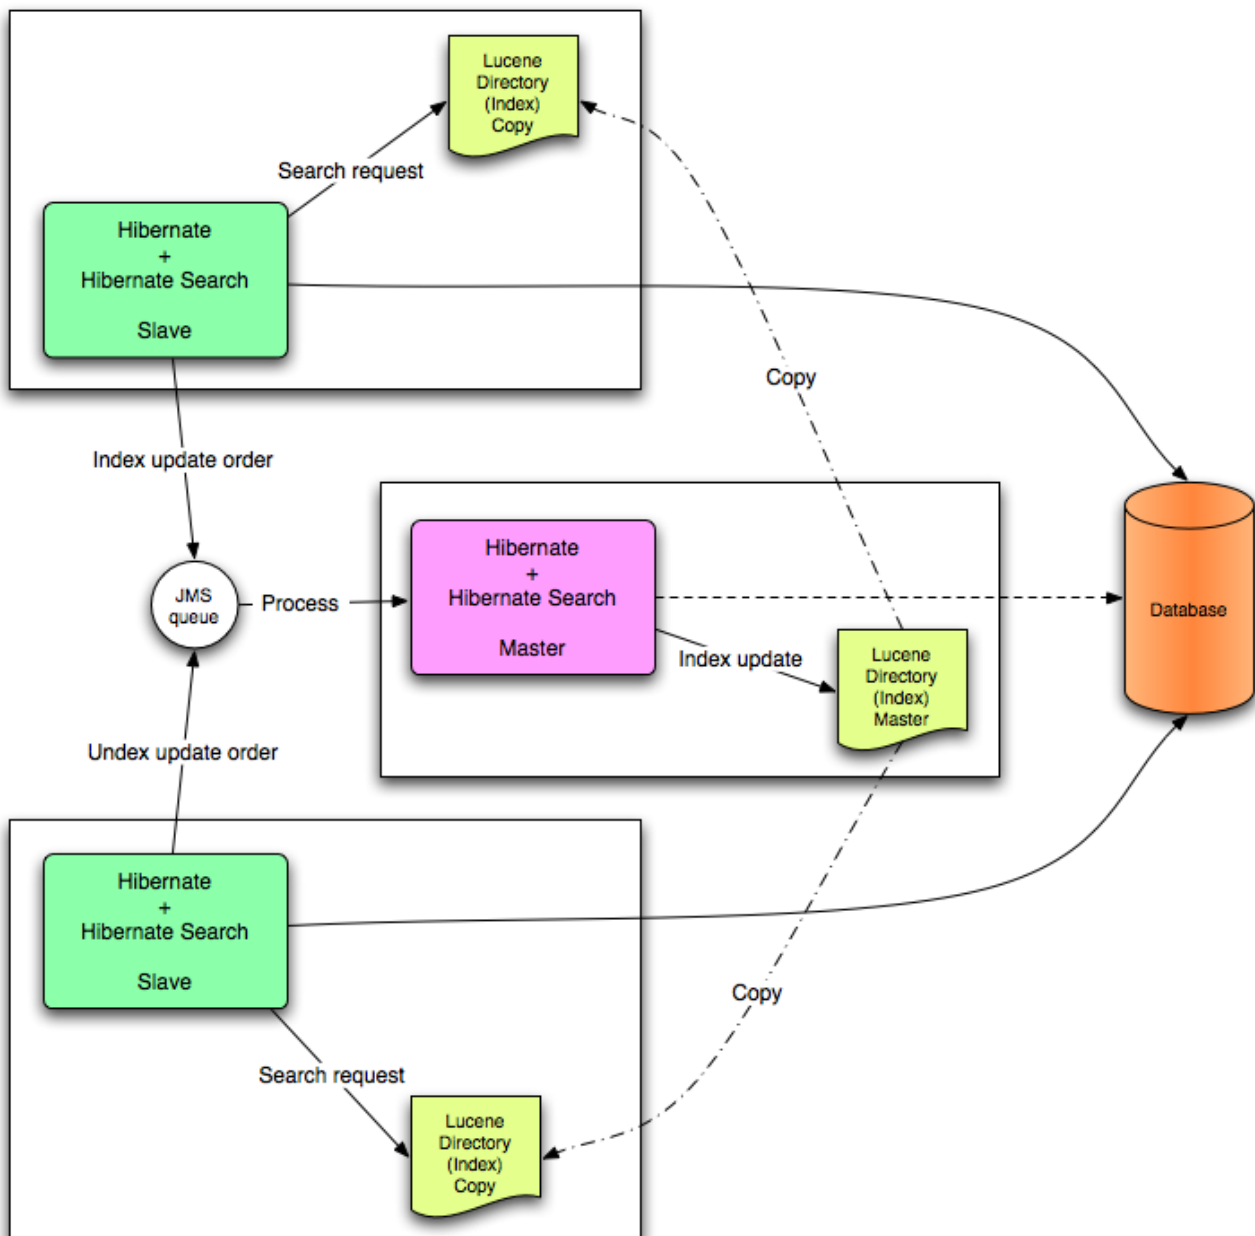 Lucene
Directory
(Index)
Copy
Search request
Hibernate
+
Hibernate Search
Slave
Copy
Index update order
Hibernate
+
Hibernate Search
Master
JMS
queue
Process
Database
Index update
Lucene
Directory
(Index)
Master
Undex update order
Hibernate
+
Hibernate Search
Slave
Copy
Search request
Lucene
Directory
(Index)
Copy